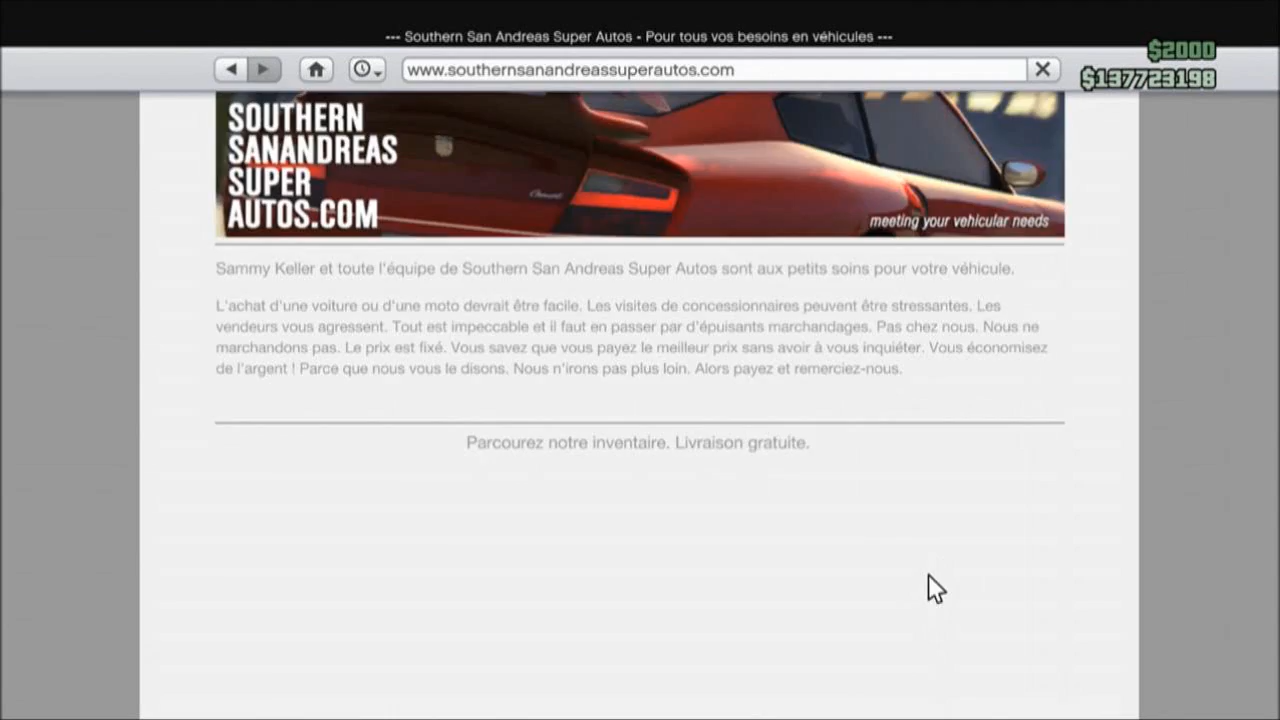 --- Southern San Andreas Super Autos - Pour tous vos besoins en véhicules ---
$2000
www.southernsanandreassuperautos.com
$137723198
SOUTHERN
SANANDREAS
SUPER
AUTOS.COM
meeting your vehicular needs
Sammy Keller et toute l'équipe de Southern San Andreas Super Autos sont aux petits soins pour votre véhicule.
L'achat d'une voiture ou d'une moto devrait être facile. Les visites de concessionnaires peuvent être stressantes. Les
vendeurs vous agressent. Tout est impeccable et il faut en passer par d'épuisants marchandages. Pas chez nous. Nous ne
marchandons pas. Le prix est fixé. Vous savez que vous payez le meilleur prix sans avoir à vous inquiéter. Vous économisez
de l'argent ! Parce que nous vous le disons. Nous n'irons pas plus loin. Alors payez et remerciez-nous.
Parcourez notre inventaire. Livraison gratuite.